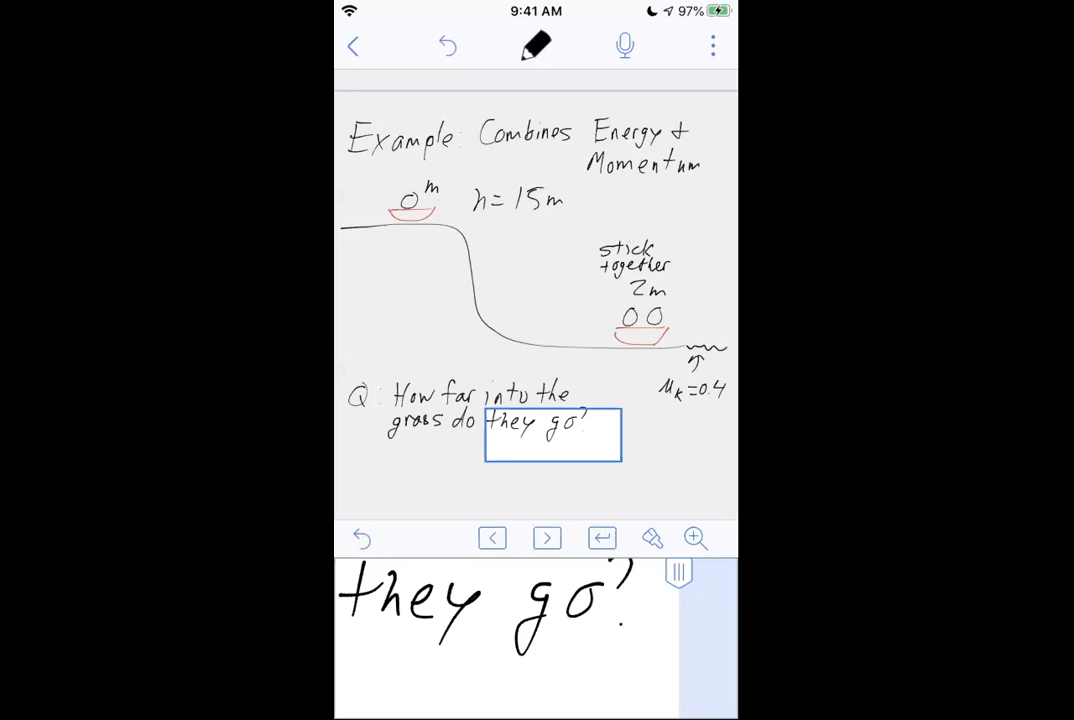 9:41 AM
97%
Example: Combines Energy +
Momentum
m
h = 15m
stick
together
2m
μk = 0.4
Q: How far into the
grass do they go?
they go?